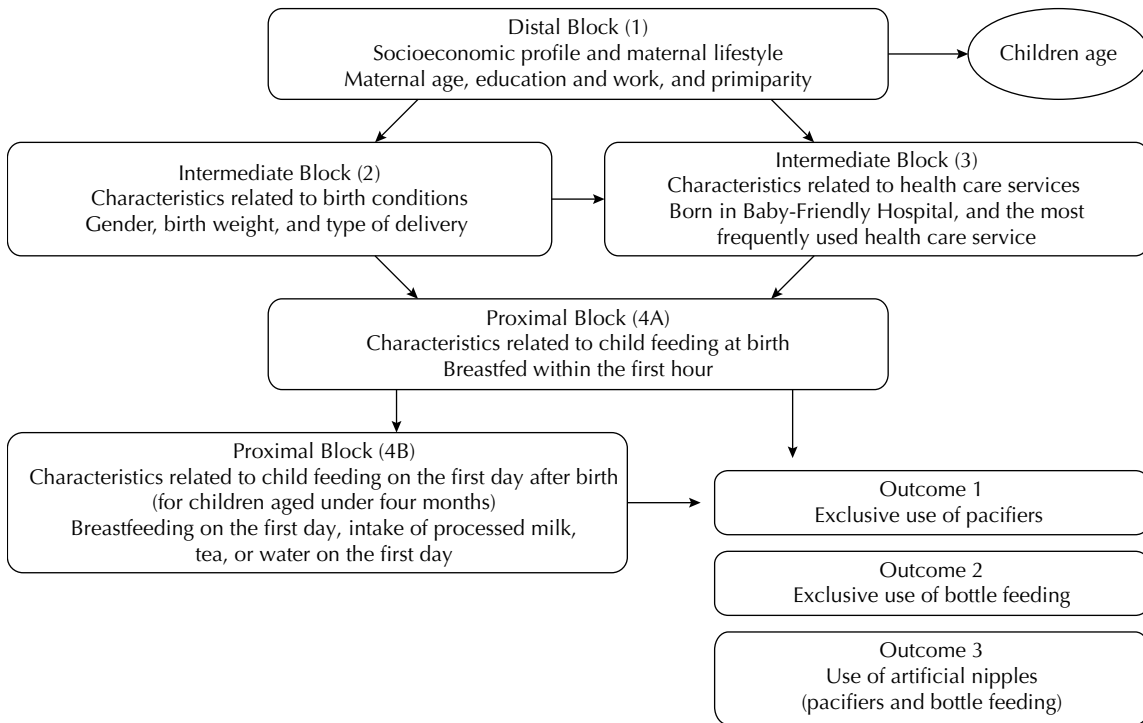 Distal Block (1)
Socioeconomic profile and maternal lifestyle
Maternal age, education and work, and primiparity
Children age
Intermediate Block (2)
Characteristics related to birth conditions
Gender, birth weight, and type of delivery
Intermediate Block (3)
Characteristics related to health care services
Born in Baby-Friendly Hospital, and the most
frequently used health care service
Proximal Block (4A)
Characteristics related to child feeding at birth
Breastfed within the first hour
Proximal Block (4B)
Characteristics related to child feeding on the first day after birth
(for children aged under four months)
Breastfeeding on the first day, intake of processed milk,
tea, or water on the first day
Outcome 1
Exclusive use of pacifiers
Outcome 2
Exclusive use of bottle feeding
Outcome 3
Use of artificial nipples
(pacifiers and bottle feeding)